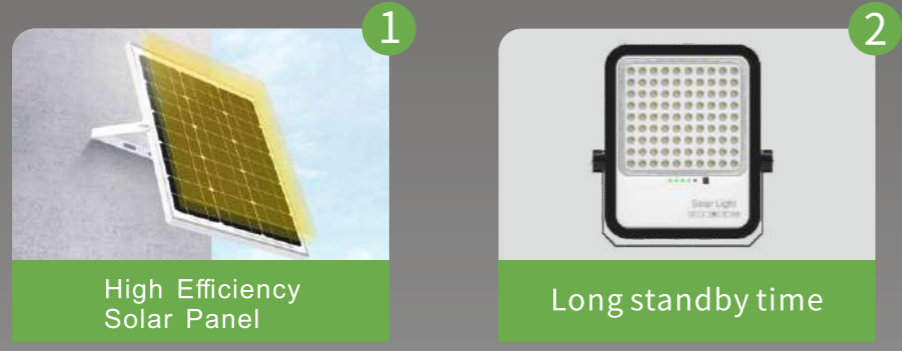 1
High Efficiency
Solar Panel
2
Solar Light
Long standby time